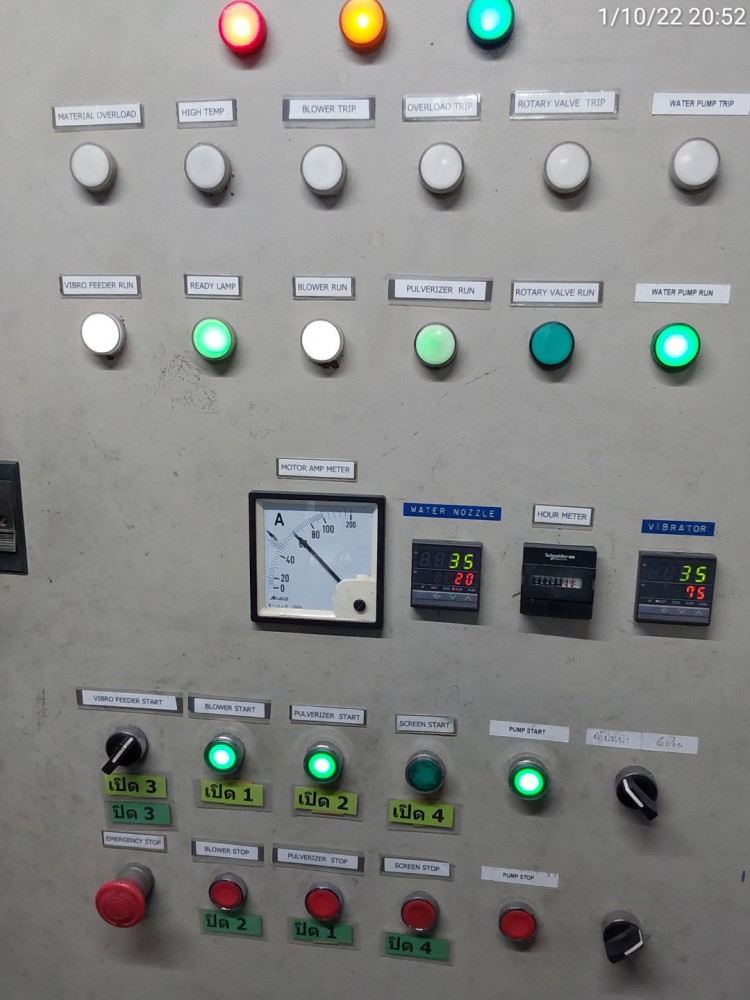 1/10/22 20:52
MATERIAL OVERLOAD
HIGH TEMP.
BLOWER TRIP
OVERLOAD TRIP
ROTARY VALVE TRIP
WATER PUMP TRIP
VIBRO FEEDER RUN
READY LAMP
BLOWER RUN
PULVERIZER RUN
ROTARY VALVE RUN
WATER PUMP RUN
MOTOR AMP METER
A
0
20
40
60
80
100
200
WATER NOZZLE
35
20
HOUR METER
Schneider
VIBRATOR
35
75
VIBRO FEEDER START
BLOWER START
PULVERIZER START
SCREEN START
PUMP START
เปิด 3
ปิด 3
เปิด 1
เปิด 2
เปิด 4
EMERGENCY STOP
BLOWER STOP
PULVERIZER STOP
SCREEN STOP
PUMP STOP
ปิด 2
ปิด 1
ปิด 4